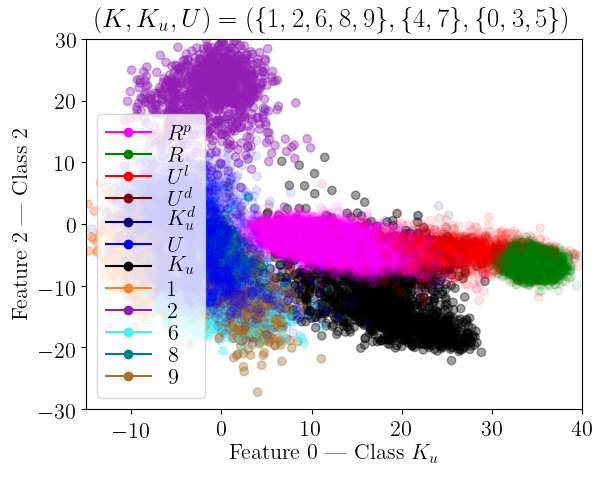 (K, K_u, U) = ({1, 2, 6, 8, 9}, {4, 7}, {0, 3, 5})
Feature 2 — Class 2
30
20
10
0
−10
−20
−30
R^p
R
U^l
U^d
K_u^d
U
K_u
1
2
6
8
9
−10 0 10 20 30 40
Feature 0 — Class K_u